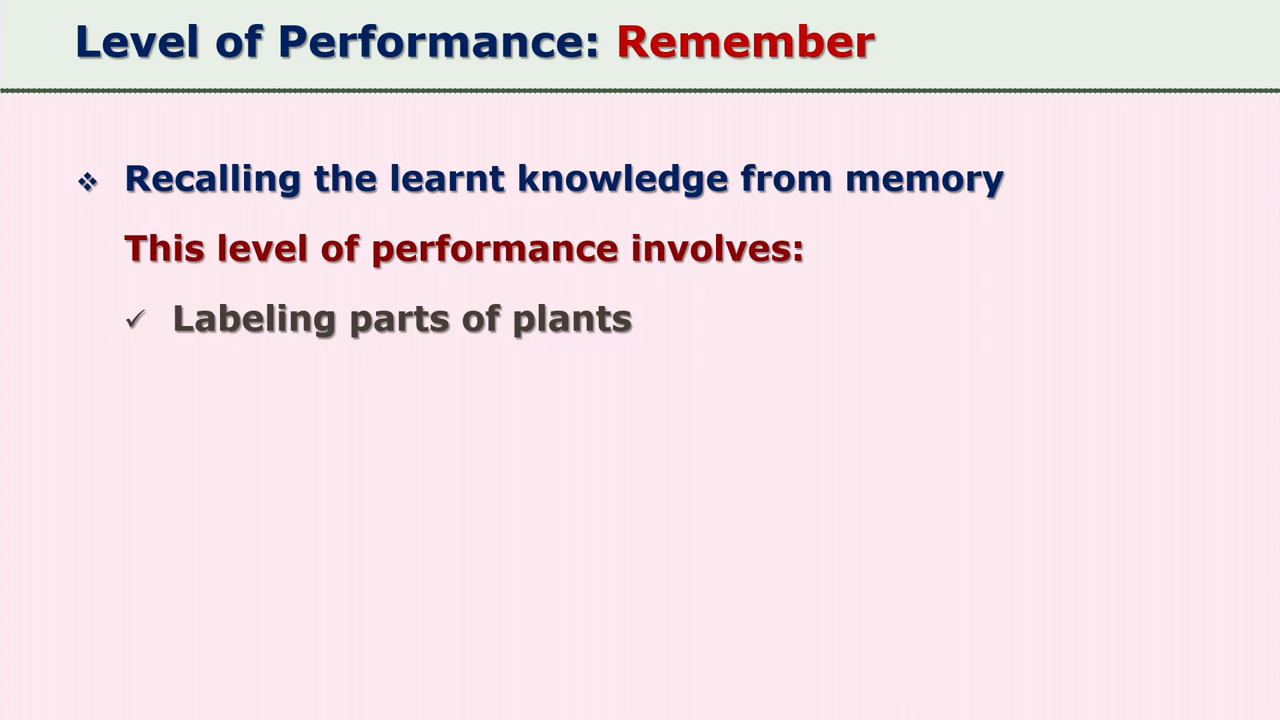 Level of Performance: Remember
❖ Recalling the learnt knowledge from memory
This level of performance involves:
✓ Labeling parts of plants